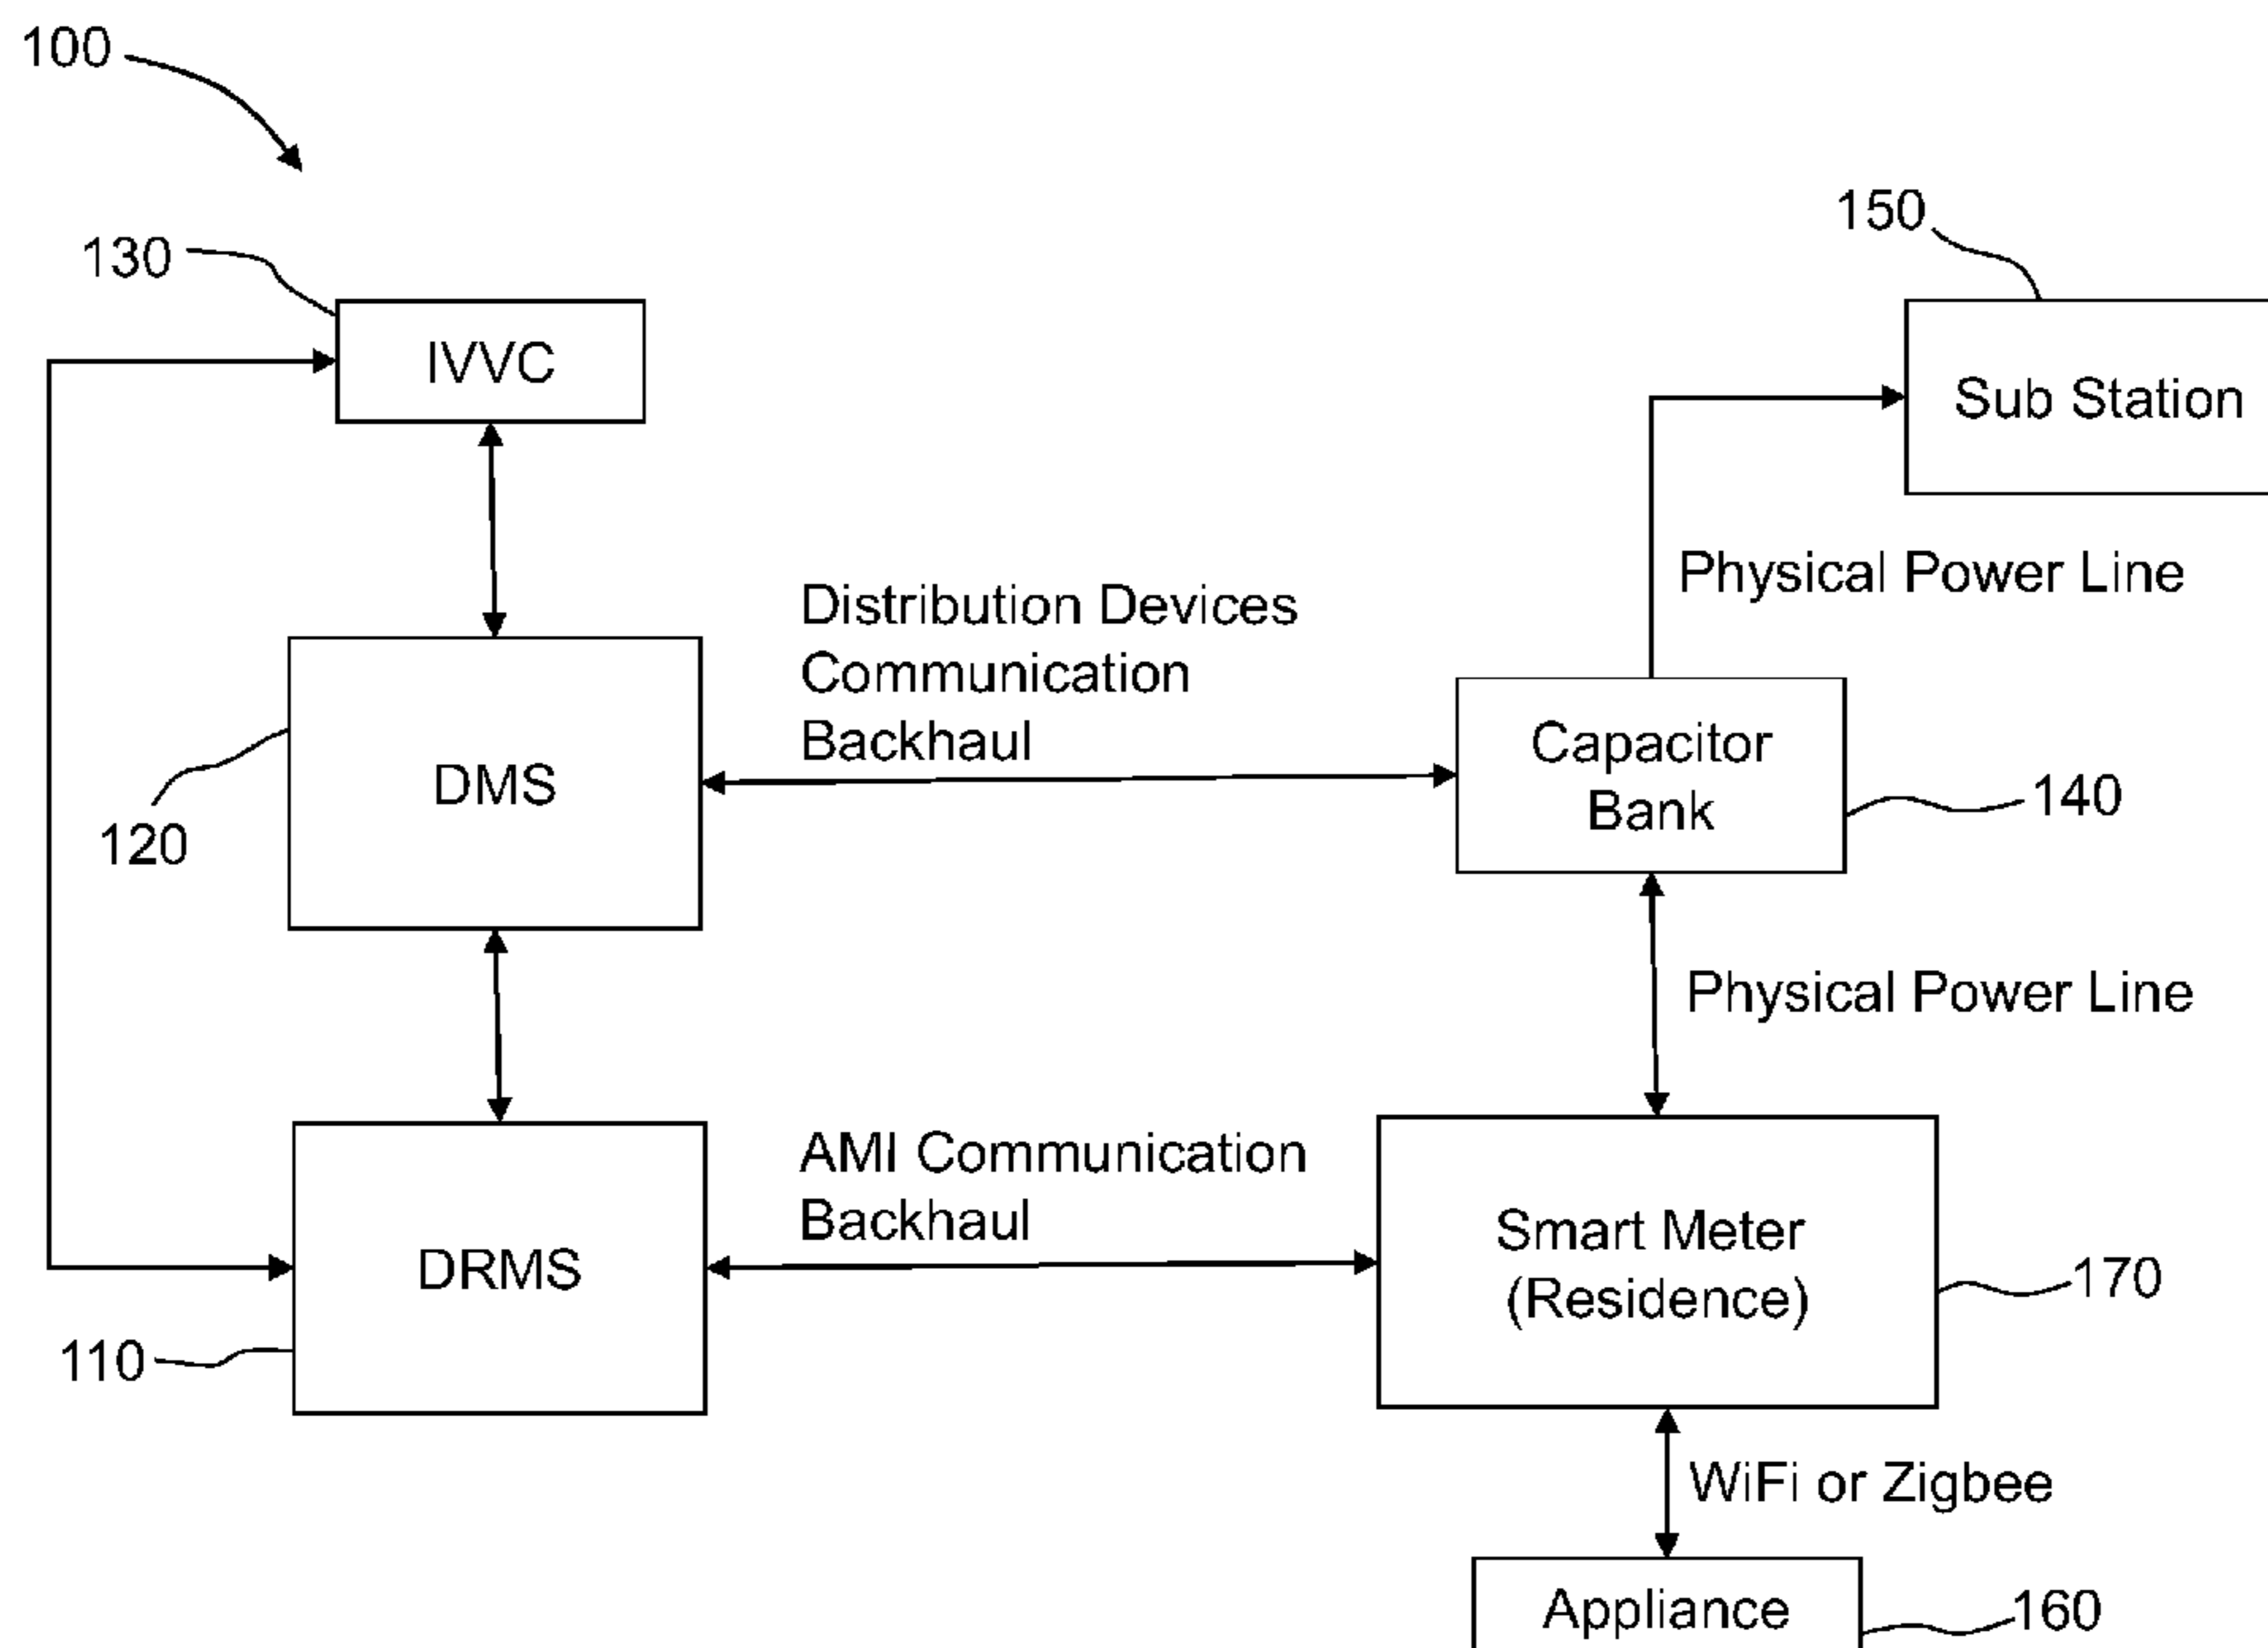 100
130
IVVC
150
Sub Station
Physical Power Line
Distribution Devices
Communication
Backhaul
DMS
120
Capacitor
Bank
140
Physical Power Line
AMI Communication
Backhaul
DRMS
110
Smart Meter
(Residence)
170
WiFi or Zigbee
Appliance
160